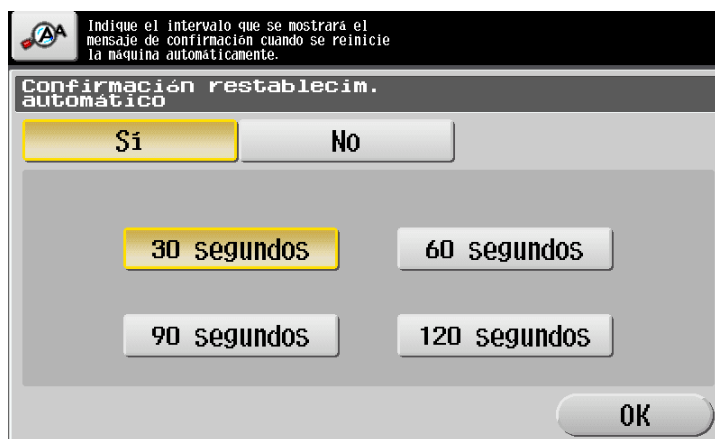 Indique el intervalo que se mostrará el
mensaje de confirmación cuando se reinicie
la máquina automáticamente.
Confirmación restablecim.
automático
Sí No
30 segundos 60 segundos
90 segundos 120 segundos
OK